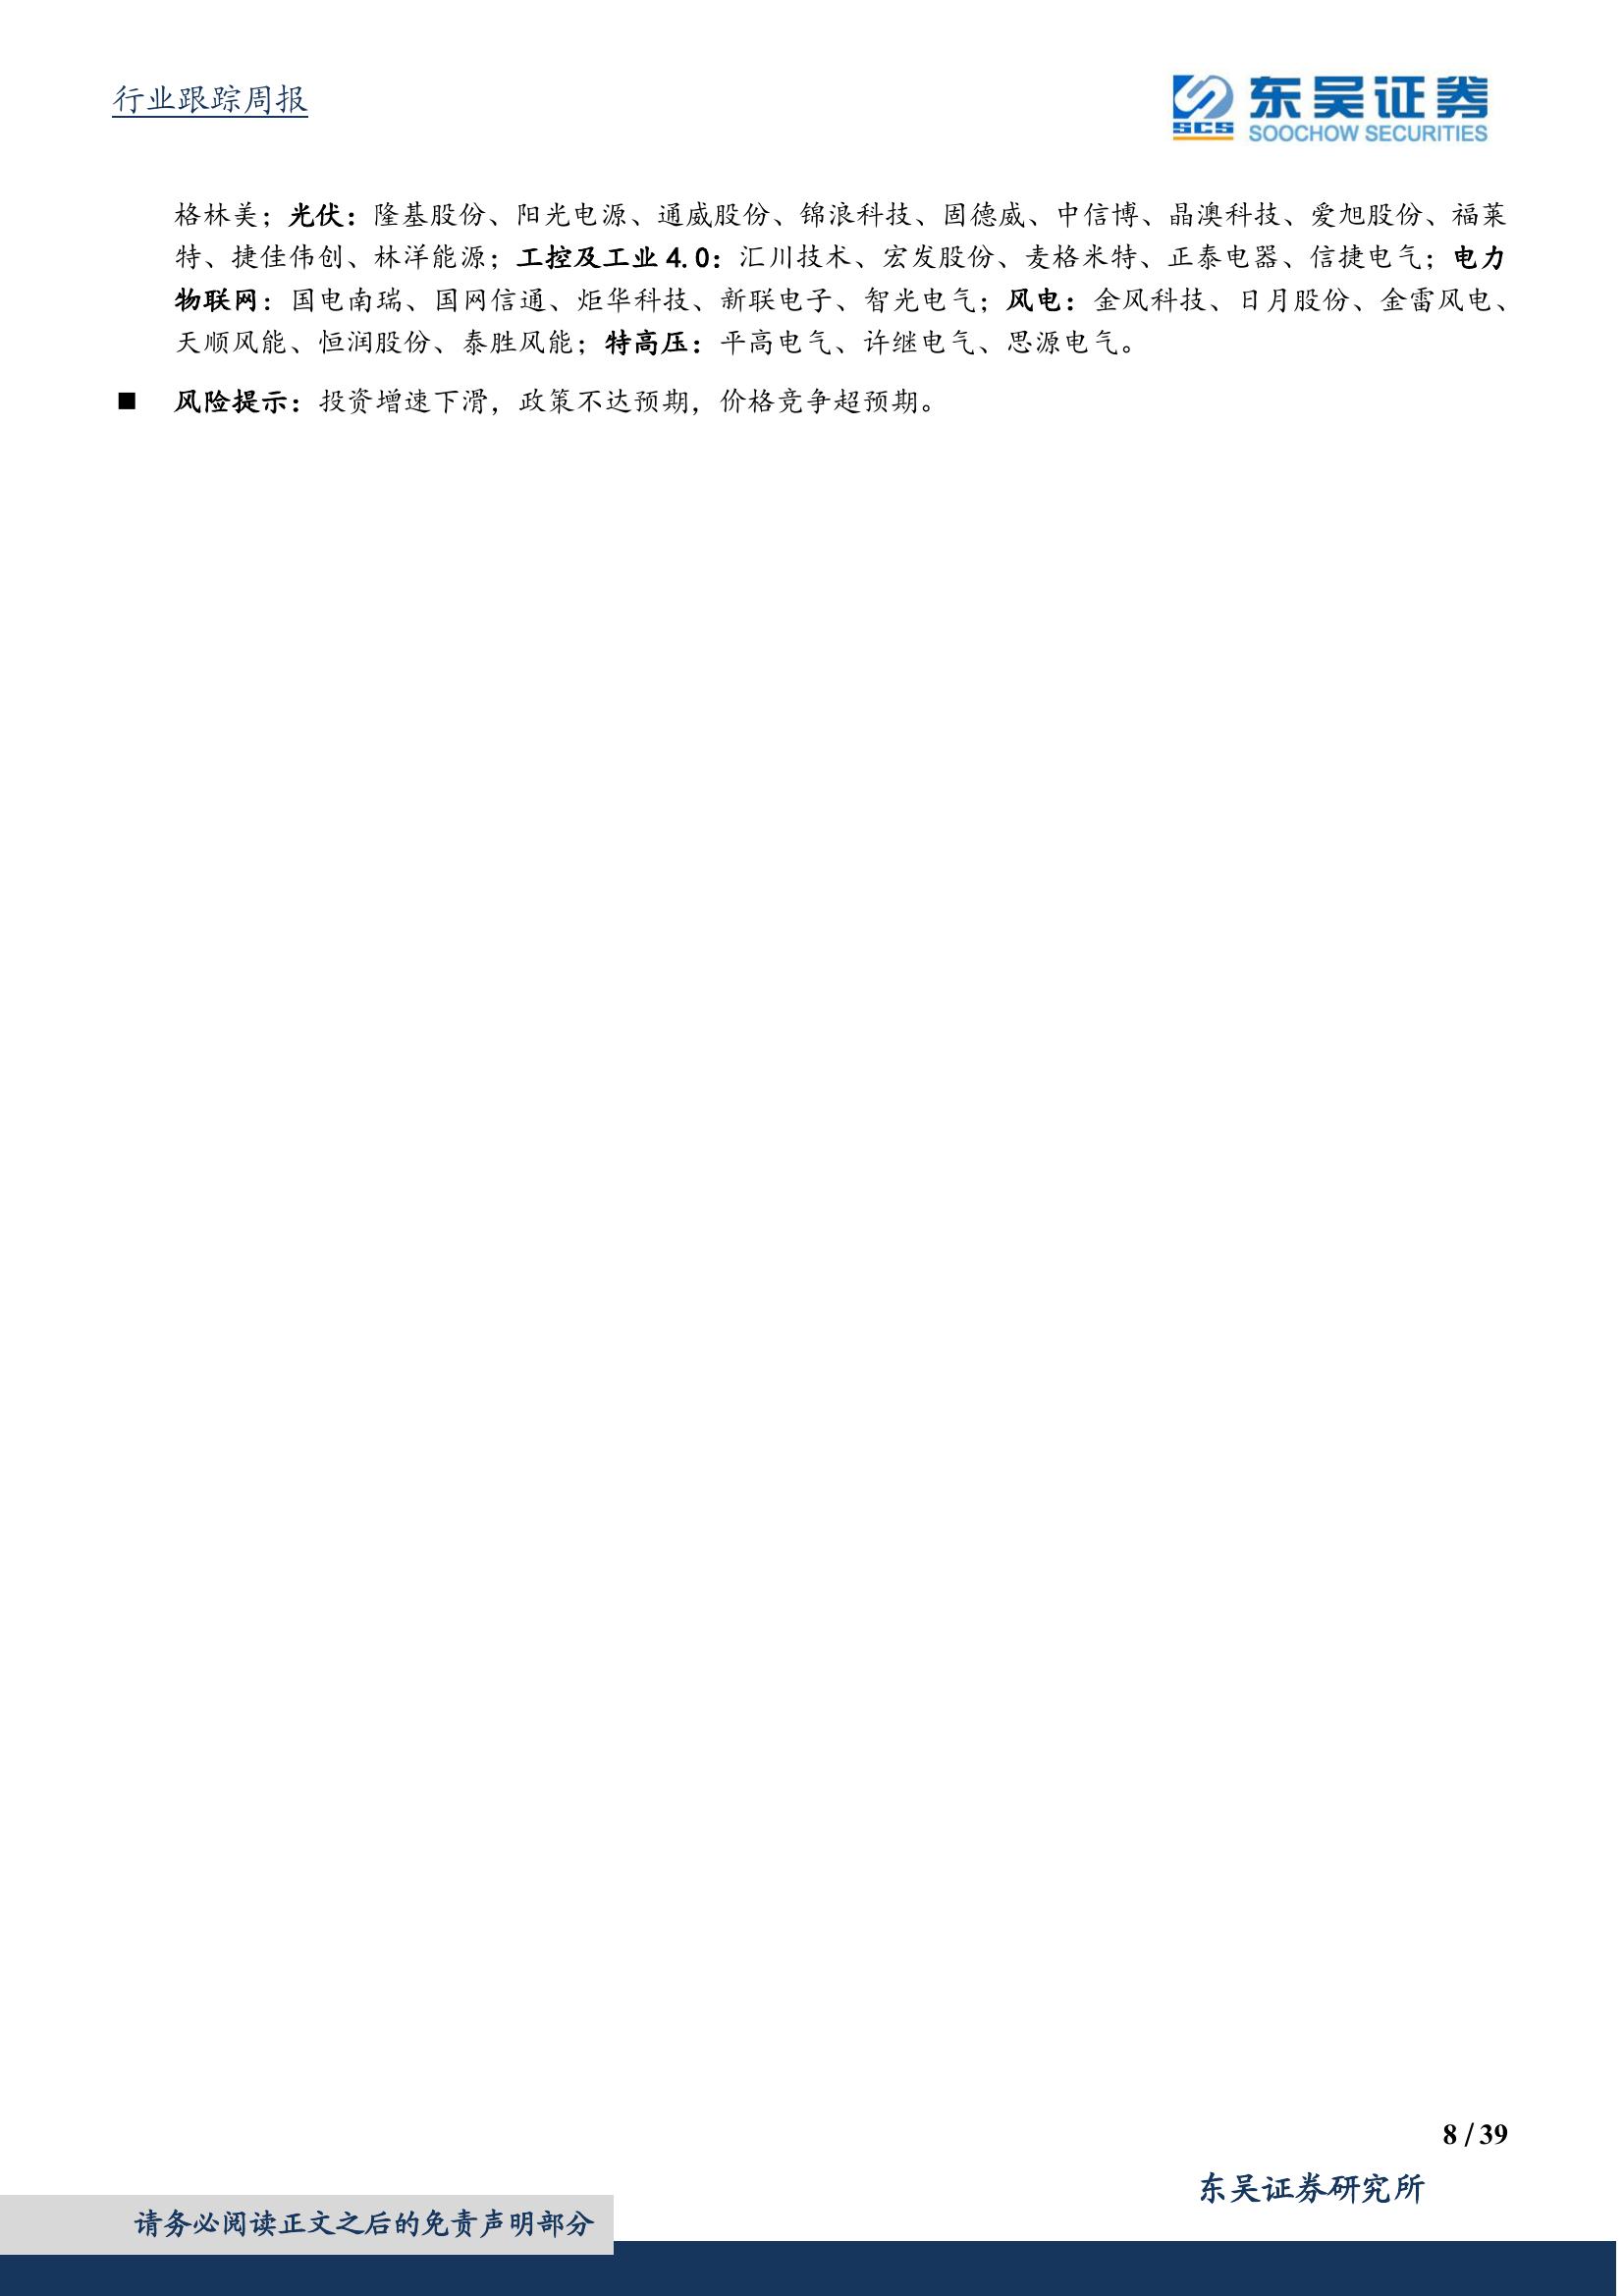 行业跟踪周报
SCS 东吴证券
SOOCHOW SECURITIES
格林美；光伏：隆基股份、阳光电源、通威股份、锦浪科技、固德威、中信博、晶澳科技、爱旭股份、福莱
特、捷佳伟创、林洋能源；工控及工业 4.0：汇川技术、宏发股份、麦格米特、正泰电器、信捷电气；电力
物联网：国电南瑞、国网信通、炬华科技、新联电子、智光电气；风电：金风科技、日月股份、金雷风电、
天顺风能、恒润股份、泰胜风能；特高压：平高电气、许继电气、思源电气。
■ 风险提示：投资增速下滑，政策不达预期，价格竞争超预期。
8 / 39
东吴证券研究所
请务必阅读正文之后的免责声明部分